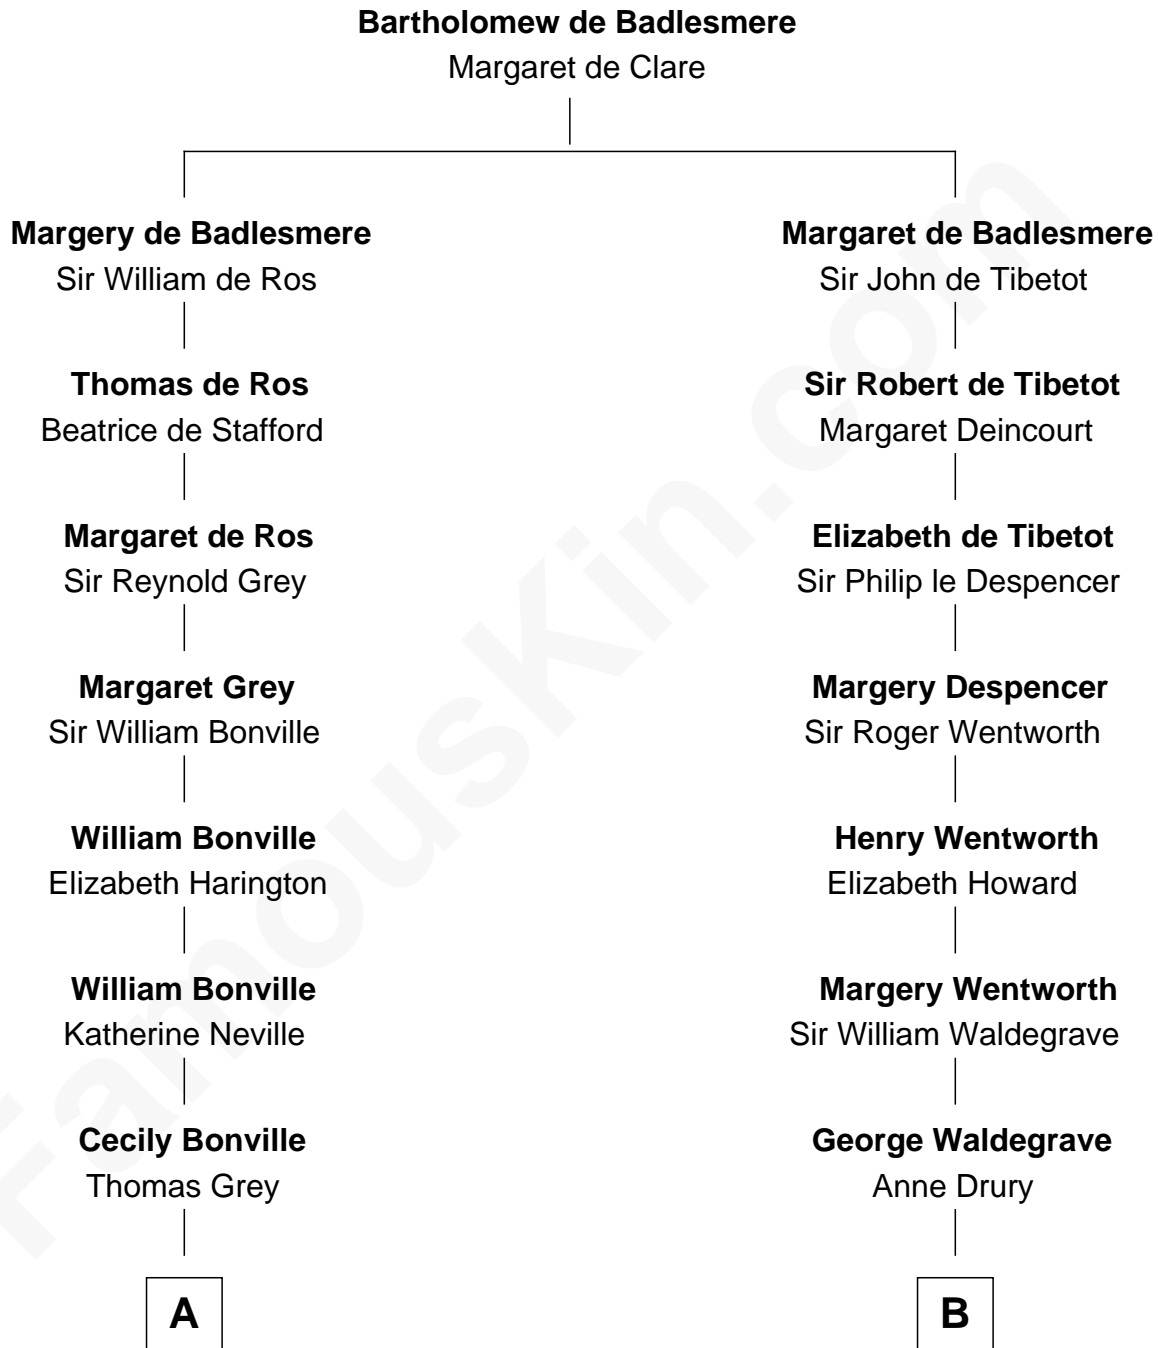 Bartholomew de Badlesmere
Margaret de Clare
Margery de Badlesmere
Sir William de Ros
Margaret de Badlesmere
Sir John de Tibetot
Thomas de Ros
Beatrice de Stafford
Sir Robert de Tibetot
Margaret Deincourt
Margaret de Ros
Sir Reynold Grey
Elizabeth de Tibetot
Sir Philip le Despencer
Margaret Grey
Sir William Bonville
Margery Despencer
Sir Roger Wentworth
William Bonville
Elizabeth Harington
Henry Wentworth
Elizabeth Howard
William Bonville
Katherine Neville
Margery Wentworth
Sir William Waldegrave
Cecily Bonville
Thomas Grey
George Waldegrave
Anne Drury
A
B
FamousKin.com